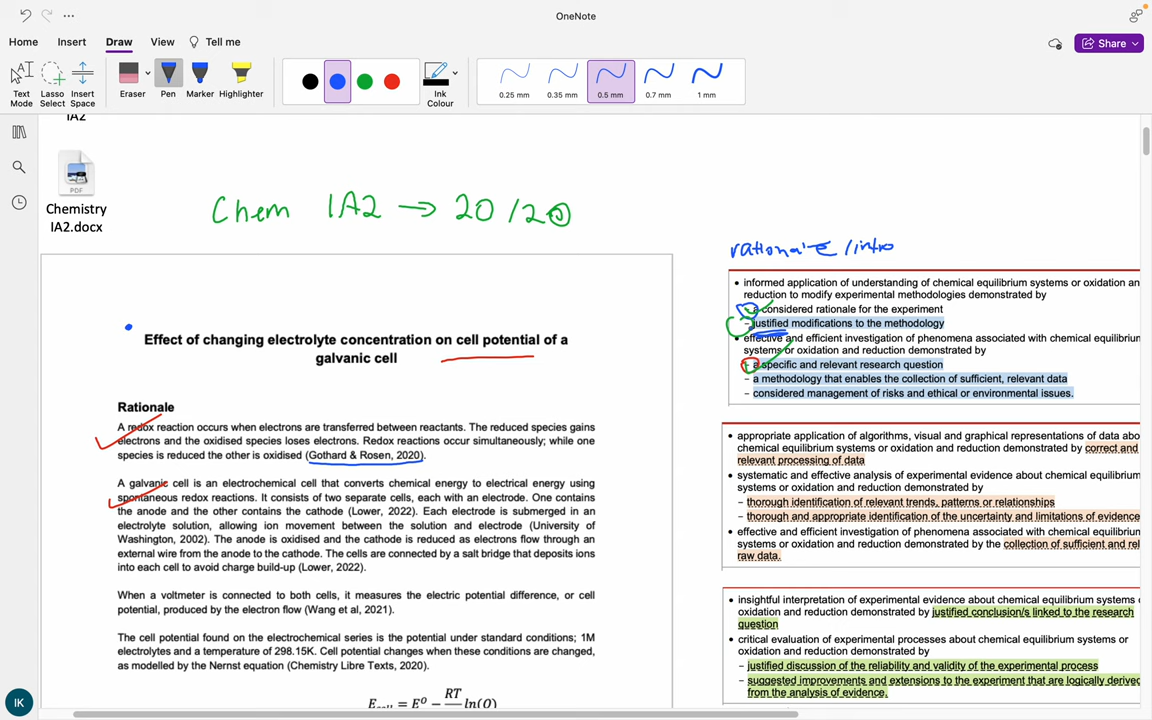 OneNote
Home Insert Draw View Tell me
Share
Text Mode
Lasso Select
Insert Space
Eraser
Pen
Marker
Highlighter
Ink Colour
0.25 mm 0.35 mm 0.5 mm 0.7 mm 1 mm
IA2
PDF
Chemistry
IA2.docx
Chem IA2 → 20/20
rationale /intro
Effect of changing electrolyte concentration on cell potential of a
galvanic cell
Rationale
A redox reaction occurs when electrons are transferred between reactants. The reduced species gains
electrons and the oxidised species loses electrons. Redox reactions occur simultaneously; while one
species is reduced the other is oxidised (Gothard & Rosen, 2020).
A galvanic cell is an electrochemical cell that converts chemical energy to electrical energy using
spontaneous redox reactions. It consists of two separate cells, each with an electrode. One contains
the anode and the other contains the cathode (Lower, 2022). Each electrode is submerged in an
electrolyte solution, allowing ion movement between the solution and electrode (University of
Washington, 2002). The anode is oxidised and the cathode is reduced as electrons flow through an
external wire from the anode to the cathode. The cells are connected by a salt bridge that deposits ions
into each cell to avoid charge build-up (Lower, 2022).
When a voltmeter is connected to both cells, it measures the electric potential difference, or cell
potential, produced by the electron flow (Wang et al, 2021).
The cell potential found on the electrochemical series is the potential under standard conditions; 1M
electrolytes and a temperature of 298.15K. Cell potential changes when these conditions are changed,
as modelled by the Nernst equation (Chemistry Libre Texts, 2020).
RT
E cell = E⁰ − ln(Q)
• informed application of understanding of chemical equilibrium systems or oxidation an
reduction to modify experimental methodologies demonstrated by
– a considered rationale for the experiment
– justified modifications to the methodology
• effective and efficient investigation of phenomena associated with chemical equilibrium
systems or oxidation and reduction demonstrated by
– a specific and relevant research question
– a methodology that enables the collection of sufficient, relevant data
– considered management of risks and ethical or environmental issues.
• appropriate application of algorithms, visual and graphical representations of data abo
chemical equilibrium systems or oxidation and reduction demonstrated by correct and
relevant processing of data
• systematic and effective analysis of experimental evidence about chemical equilibrium
systems or oxidation and reduction demonstrated by
– thorough identification of relevant trends, patterns or relationships
– thorough and appropriate identification of the uncertainty and limitations of evidence
• effective and efficient investigation of phenomena associated with chemical equilibrium
systems or oxidation and reduction demonstrated by the collection of sufficient and rel
raw data.
• insightful interpretation of experimental evidence about chemical equilibrium systems o
oxidation and reduction demonstrated by justified conclusion/s linked to the research
question
• critical evaluation of experimental processes about chemical equilibrium systems or
oxidation and reduction demonstrated by
– justified discussion of the reliability and validity of the experimental process
– suggested improvements and extensions to the experiment that are logically derived
from the analysis of evidence.
IK